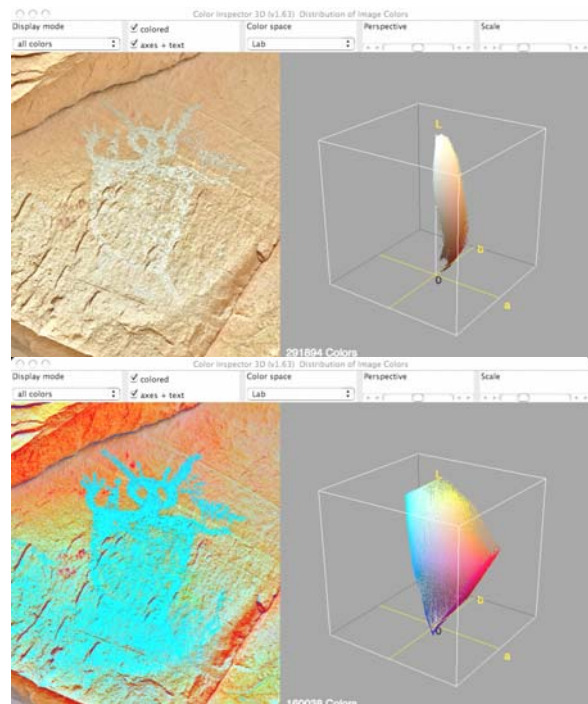 Color Inspector 3D (v1.63) Distribution of Image Colors
Display mode
all colors
colored
axes + text
Color space
Lab
Perspective
Scale
L
b
0
a
291894 Colors
Color Inspector 3D (v1.63) Distribution of Image Colors
Display mode
all colors
colored
axes + text
Color space
Lab
Perspective
Scale
L
b
0
a
160038 Colors